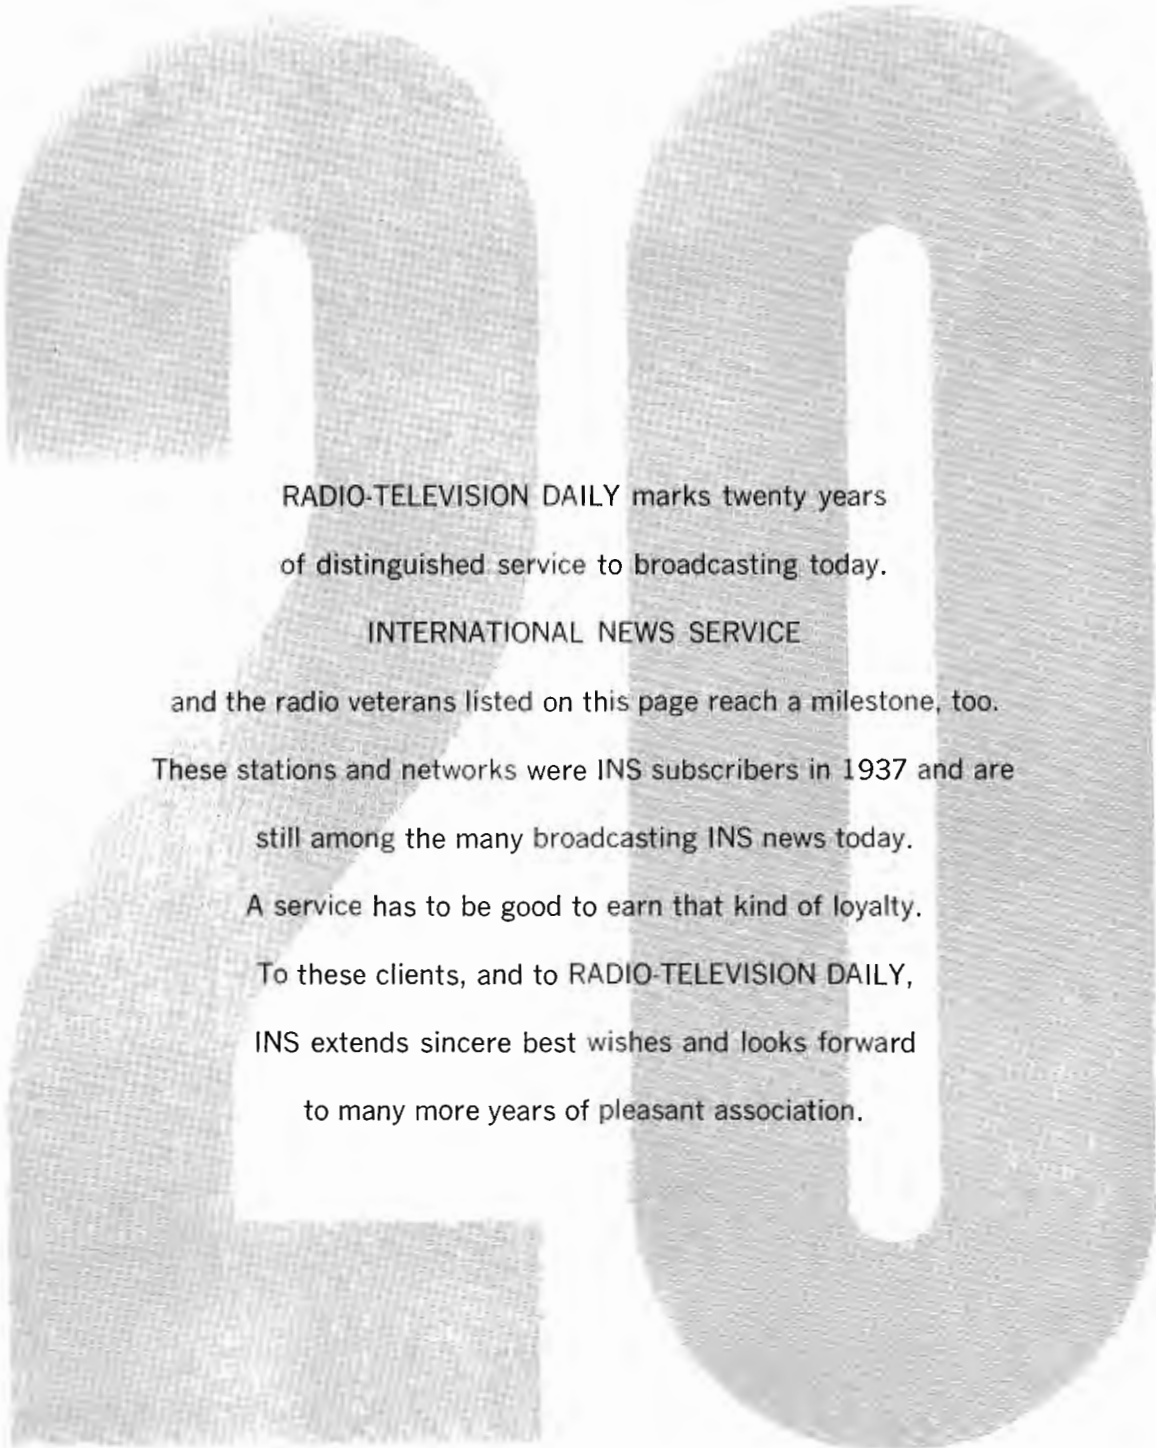 20
RADIO-TELEVISION DAILY marks twenty years
of distinguished service to broadcasting today.
INTERNATIONAL NEWS SERVICE
and the radio veterans listed on this page reach a milestone, too.
These stations and networks were INS subscribers in 1937 and are
still among the many broadcasting INS news today.
A service has to be good to earn that kind of loyalty.
To these clients, and to RADIO-TELEVISION DAILY,
INS extends sincere best wishes and looks forward
to many more years of pleasant association.